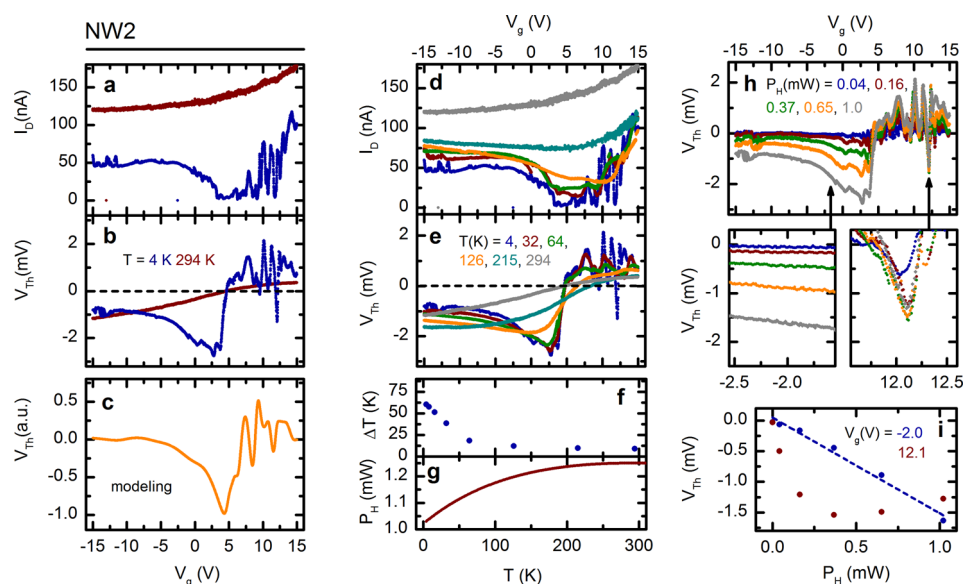 NW2
a
I_D (nA)
150
100
50
0
b
T = 4 K 294 K
V_Th(mV)
2
0
-2
c
modeling
V_Th(a.u.)
0.5
0.0
-0.5
-1.0
-15 -10 -5 0 5 10 15
V_g (V)
V_g (V)
-15 -10 -5 0 5 10 15
d
I_D (nA)
150
100
50
0
e
T(K) = 4, 32, 64,
126, 215, 294
V_Th (mV)
2
0
-2
f
ΔT (K)
75
50
25
0
g
P_H (mW)
1.2
1.1
1.0
0 100 200 300
T (K)
V_g (V)
-15 -10 -5 0 5 10 15
h
P_H(mW) = 0.04, 0.16,
0.37, 0.65, 1.0
V_Th (mV)
2
0
-2
V_Th (mV)
0
-1
-2
-2.5 -2.0
12.0 12.5
i
V_g(V) = -2.0
12.1
V_Th (mV)
0.0
-0.5
-1.0
-1.5
0.0 0.5 1.0
P_H (mW)